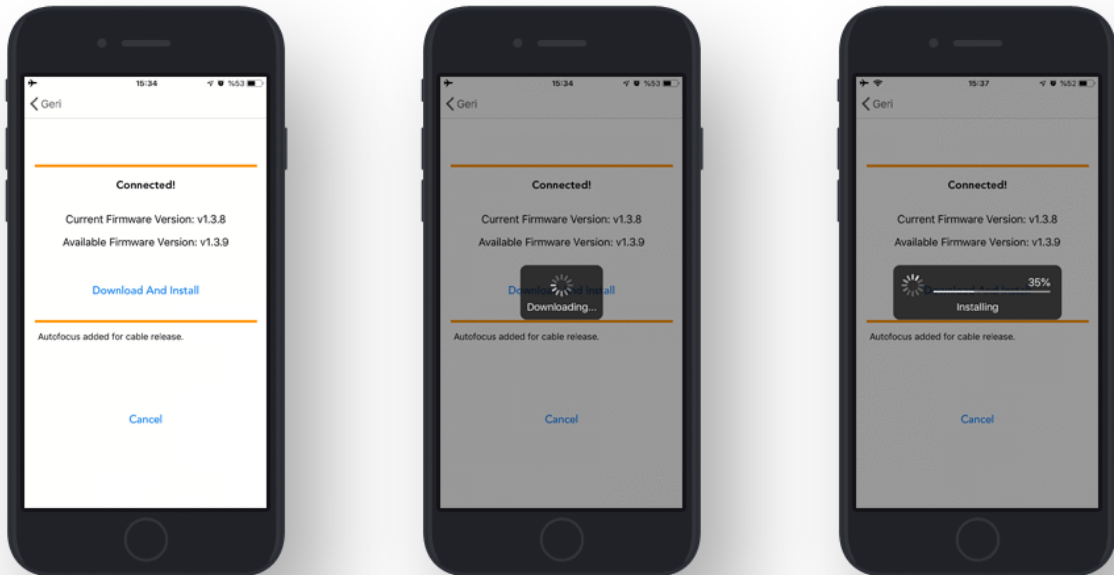 15:34
%53
Geri
Connected!
Current Firmware Version: v1.3.8
Available Firmware Version: v1.3.9
Download And Install
Autofocus added for cable release.
Cancel
15:34
%53
Geri
Connected!
Current Firmware Version: v1.3.8
Available Firmware Version: v1.3.9
Download And Install
Downloading...
Autofocus added for cable release.
Cancel
15:37
%52
Geri
Connected!
Current Firmware Version: v1.3.8
Available Firmware Version: v1.3.9
35%
Installing
Autofocus added for cable release.
Cancel